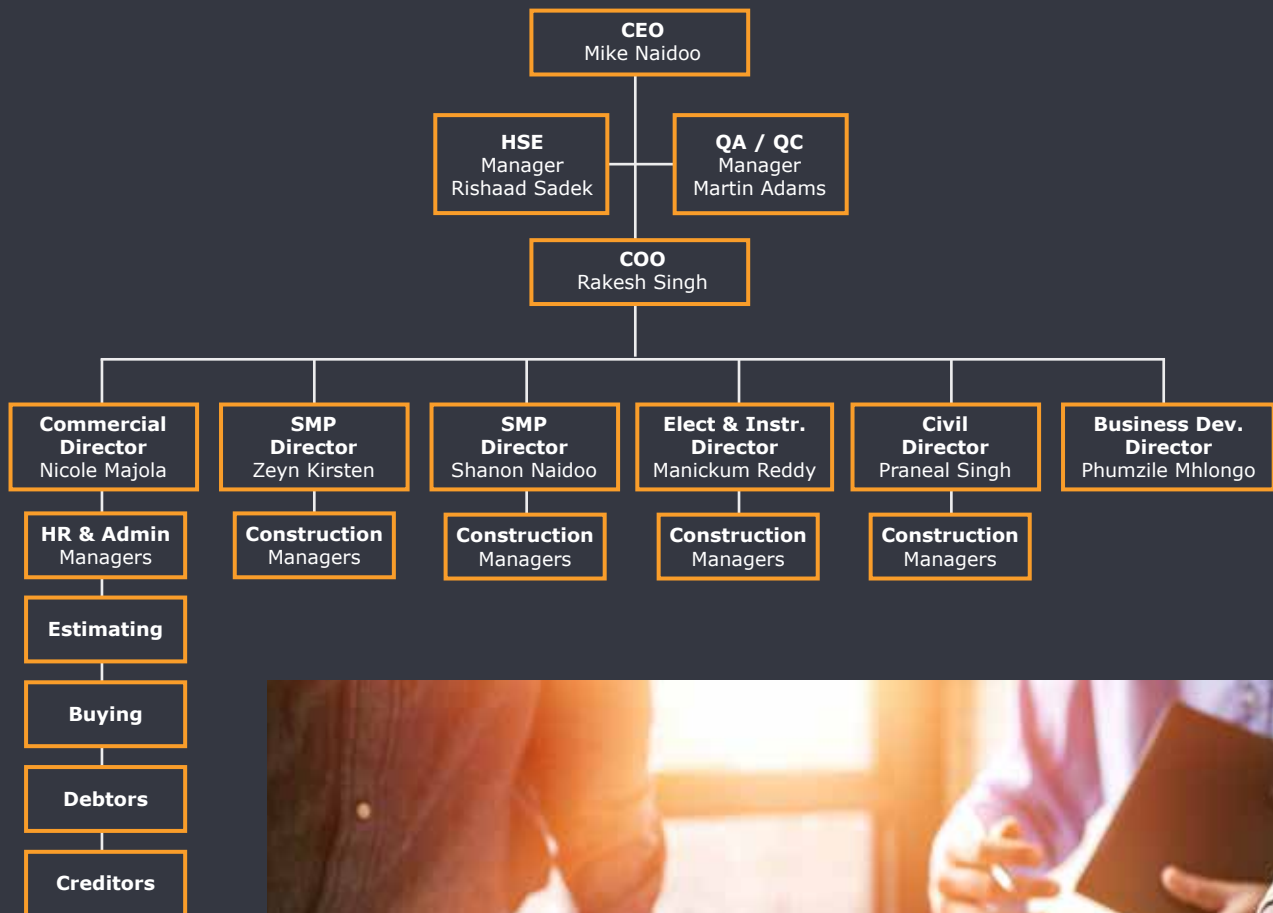 CEO
Mike Naidoo
HSE
Manager
Rishaad Sadek
QA / QC
Manager
Martin Adams
COO
Rakesh Singh
Commercial
Director
Nicole Majola
SMP
Director
Zeyn Kirsten
SMP
Director
Shanon Naidoo
Elect & Instr.
Director
Manickum Reddy
Civil
Director
Praneal Singh
Business Dev.
Director
Phumzile Mhlongo
HR & Admin
Managers
Construction
Managers
Construction
Managers
Construction
Managers
Construction
Managers
Estimating
Buying
Debtors
Creditors